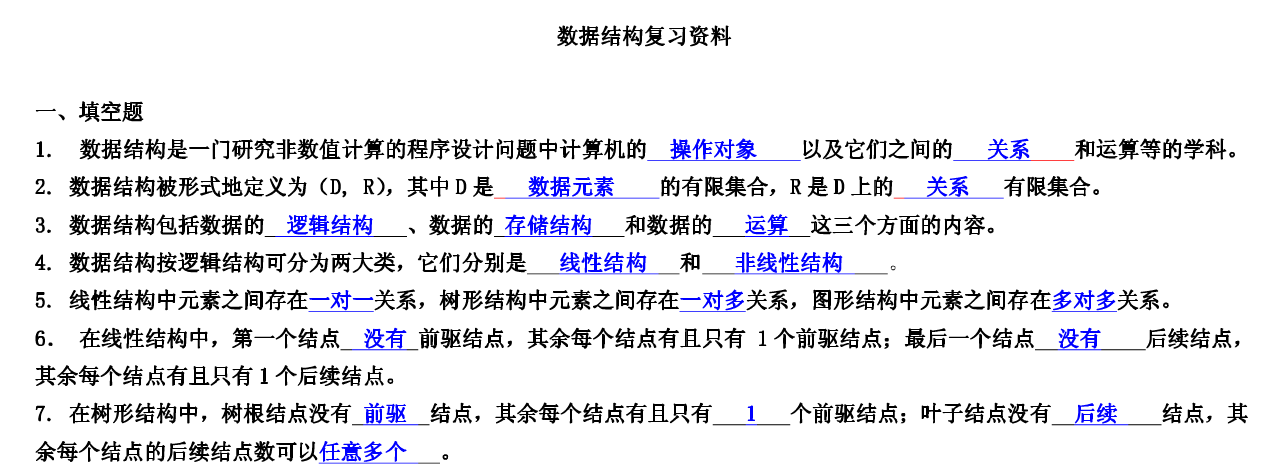 数据结构复习资料
一、填空题
1. 数据结构是一门研究非数值计算的程序设计问题中计算机的 操作对象 以及它们之间的 关系 和运算等的学科。
2. 数据结构被形式地定义为（D, R），其中 D 是 数据元素 的有限集合，R 是 D 上的 关系 有限集合。
3. 数据结构包括数据的 逻辑结构 、数据的 存储结构 和数据的 运算 这三个方面的内容。
4. 数据结构按逻辑结构可分为两大类，它们分别是 线性结构 和 非线性结构 。
5. 线性结构中元素之间存在一对一关系，树形结构中元素之间存在一对多关系，图形结构中元素之间存在多对多关系。
6． 在线性结构中，第一个结点 没有 前驱结点，其余每个结点有且只有 1 个前驱结点；最后一个结点 没有 后续结点，
其余每个结点有且只有 1 个后续结点。
7. 在树形结构中，树根结点没有 前驱 结点，其余每个结点有且只有 1 个前驱结点；叶子结点没有 后续 结点，其
余每个结点的后续结点数可以任意多个 。